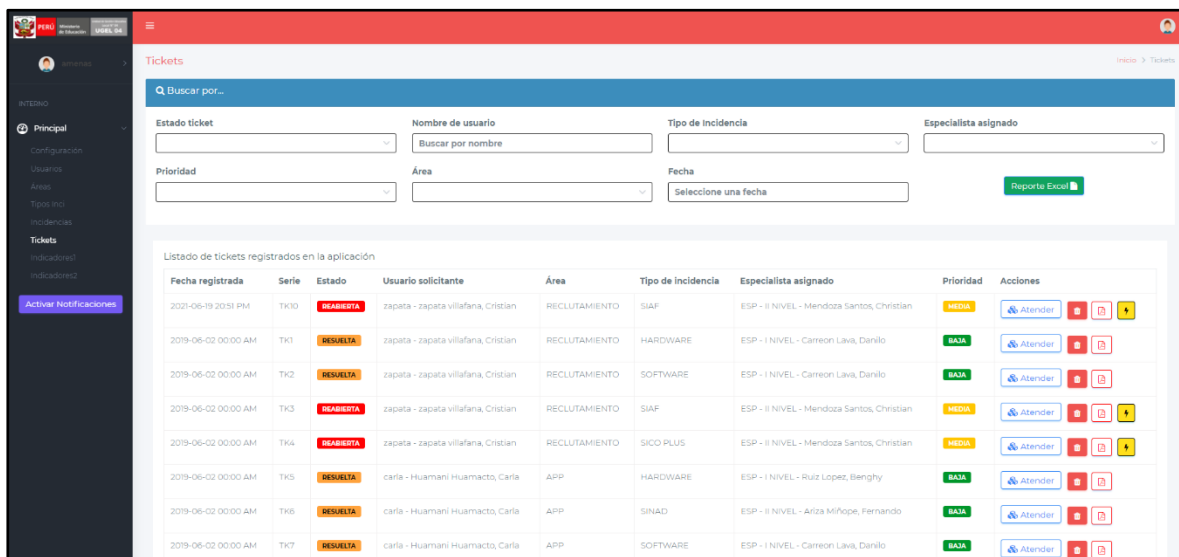 PERÚ Ministerio de Educación UGEL 04
amenas
INTERNO
Principal
Configuración
Usuarios
Areas
Tipos Inci
Incidencias
Tickets
Indicadores1
Indicadores2
Activar Notificaciones
Tickets
Inicio > Tickets
Buscar por...
Estado ticket Nombre de usuario Tipo de Incidencia Especialista asignado
Buscar por nombre
Prioridad Área Fecha
Seleccione una fecha
Reporte Excel
Listado de tickets registrados en la aplicación
Fecha registrada Serie Estado Usuario solicitante Área Tipo de incidencia Especialista asignado Prioridad Acciones
2021-06-19 20:51 PM TK10 REABIERTA zapata - zapata villafana, Cristian RECLUTAMIENTO SIAF ESP - II NIVEL - Mendoza Santos, Christian MEDIA Atender
2019-06-02 00:00 AM TK1 RESUELTA zapata - zapata villafana, Cristian RECLUTAMIENTO HARDWARE ESP - I NIVEL - Carreon Lava, Danilo BAJA Atender
2019-06-02 00:00 AM TK2 RESUELTA zapata - zapata villafana, Cristian RECLUTAMIENTO SOFTWARE ESP - I NIVEL - Carreon Lava, Danilo BAJA Atender
2019-06-02 00:00 AM TK3 REABIERTA zapata - zapata villafana, Cristian RECLUTAMIENTO SIAF ESP - II NIVEL - Mendoza Santos, Christian MEDIA Atender
2019-06-02 00:00 AM TK4 REABIERTA zapata - zapata villafana, Cristian RECLUTAMIENTO SICO PLUS ESP - II NIVEL - Mendoza Santos, Christian MEDIA Atender
2019-06-02 00:00 AM TK5 RESUELTA carla - Huamani Huamacto, Carla APP HARDWARE ESP - I NIVEL - Ruiz Lopez, Benghy BAJA Atender
2019-06-02 00:00 AM TK6 RESUELTA carla - Huamani Huamacto, Carla APP SINAD ESP - II NIVEL - Ariza Miñope, Fernando BAJA Atender
2019-06-02 00:00 AM TK7 RESUELTA carla - Huamani Huamacto, Carla APP SOFTWARE ESP - I NIVEL - Carreon Lava, Danilo BAJA Atender